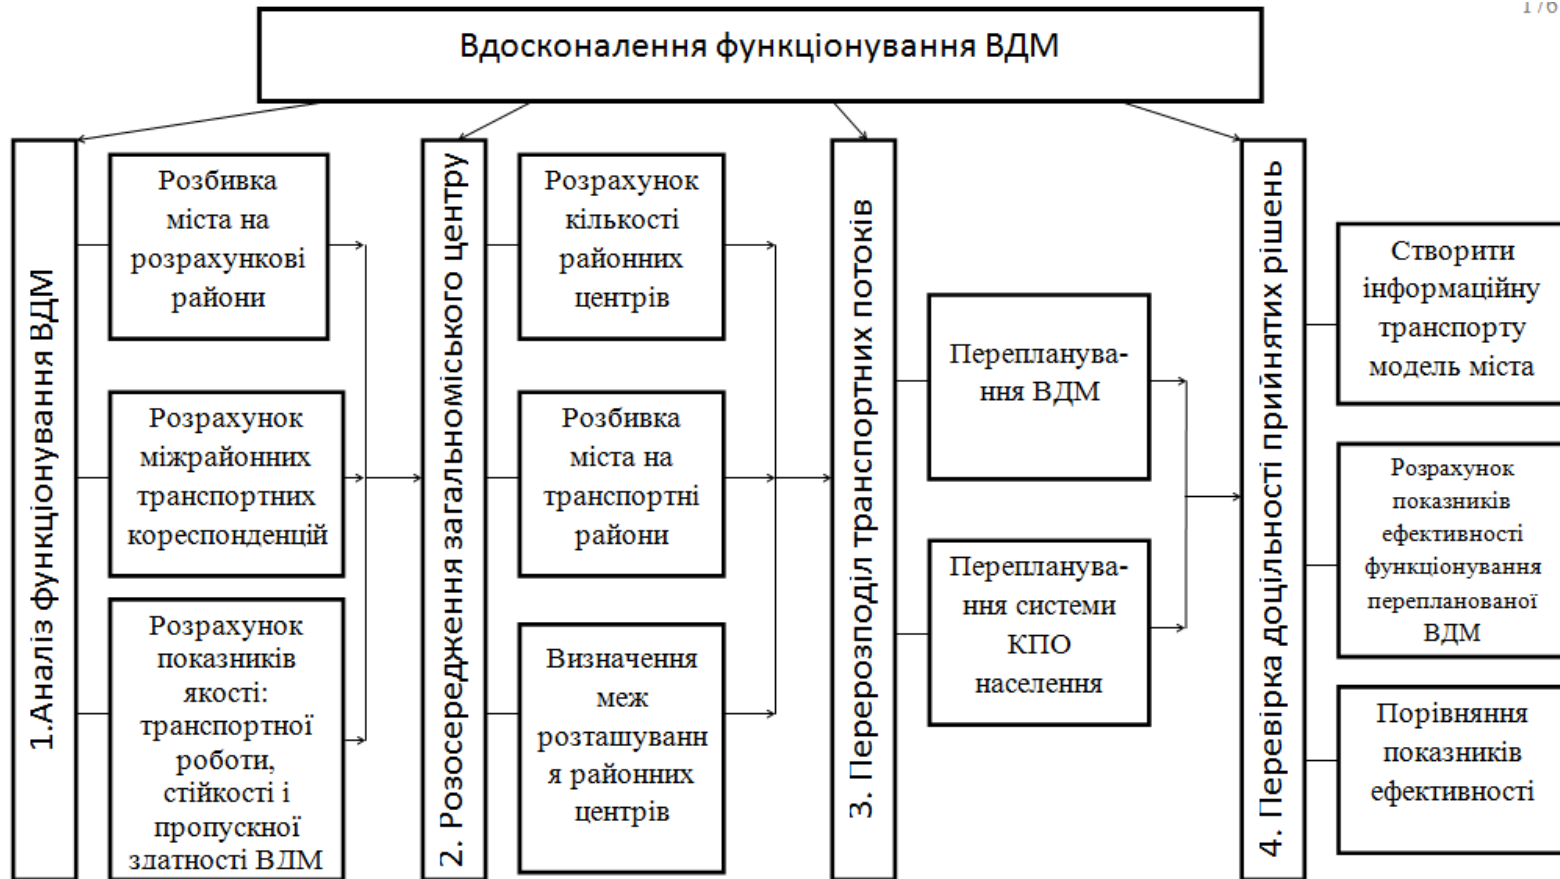 1/6
Вдосконалення функціонування ВДМ
1.Аналіз функціонування ВДМ
Розбивка
міста на
розрахункові
райони
Розрахунок
міжрайонних
транспортних
кореспонденцій
Розрахунок
показників
якості:
транспортної
роботи,
стійкості і
пропускної
здатності ВДМ
2. Розосередження загальноміського центру
Розрахунок
кількості
районних
центрів
Розбивка
міста на
транспортні
райони
Визначення
меж
розташуванн
я районних
центрів
3. Перерозподіл транспортних потоків
Перепланува-
ння ВДМ
Перепланува-
ння системи
КПО
населення
4. Перевірка доцільності прийнятих рішень
Створити
інформаційну
транспорту
модель міста
Розрахунок
показників
ефективності
функціонування
перепланованої
ВДМ
Порівняння
показників
ефективності